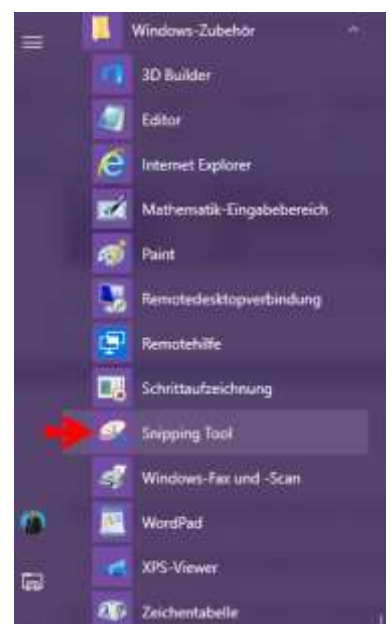 Windows-Zubehör
3D Builder
Editor
Internet Explorer
Mathematik-Eingabebereich
Paint
Remotedesktopverbindung
Remotehilfe
Schrittaufzeichnung
Snipping Tool
Windows-Fax und -Scan
WordPad
XPS-Viewer
Zeichentabelle